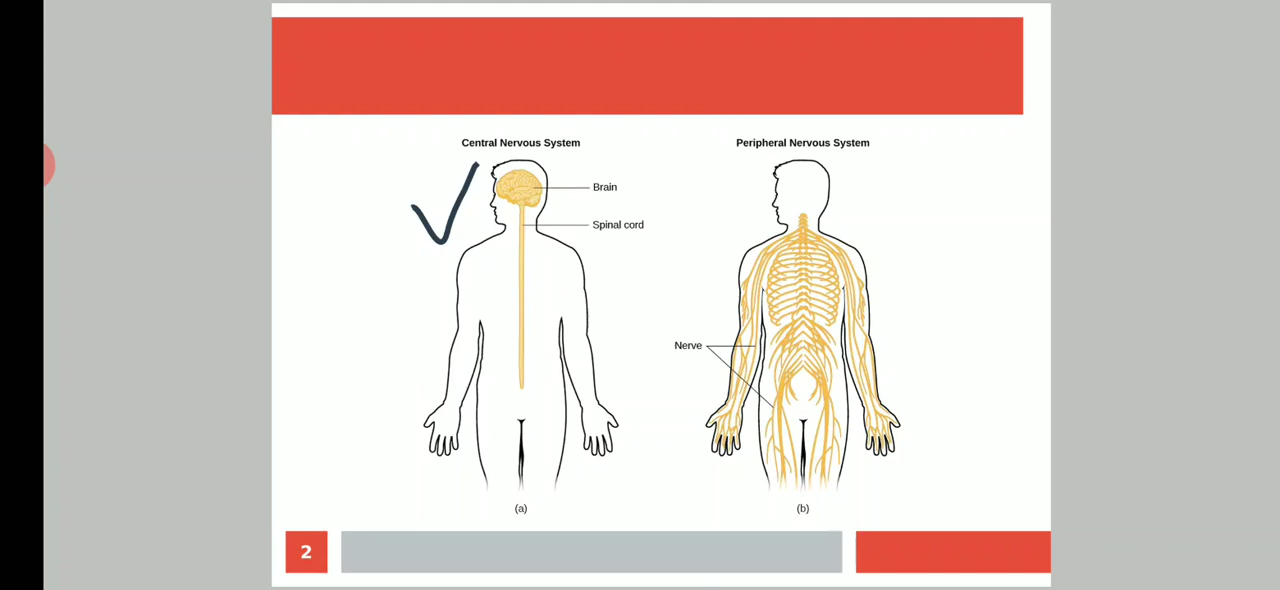 Central Nervous System
Peripheral Nervous System
Brain
Spinal cord
Nerve
(a)
(b)
2